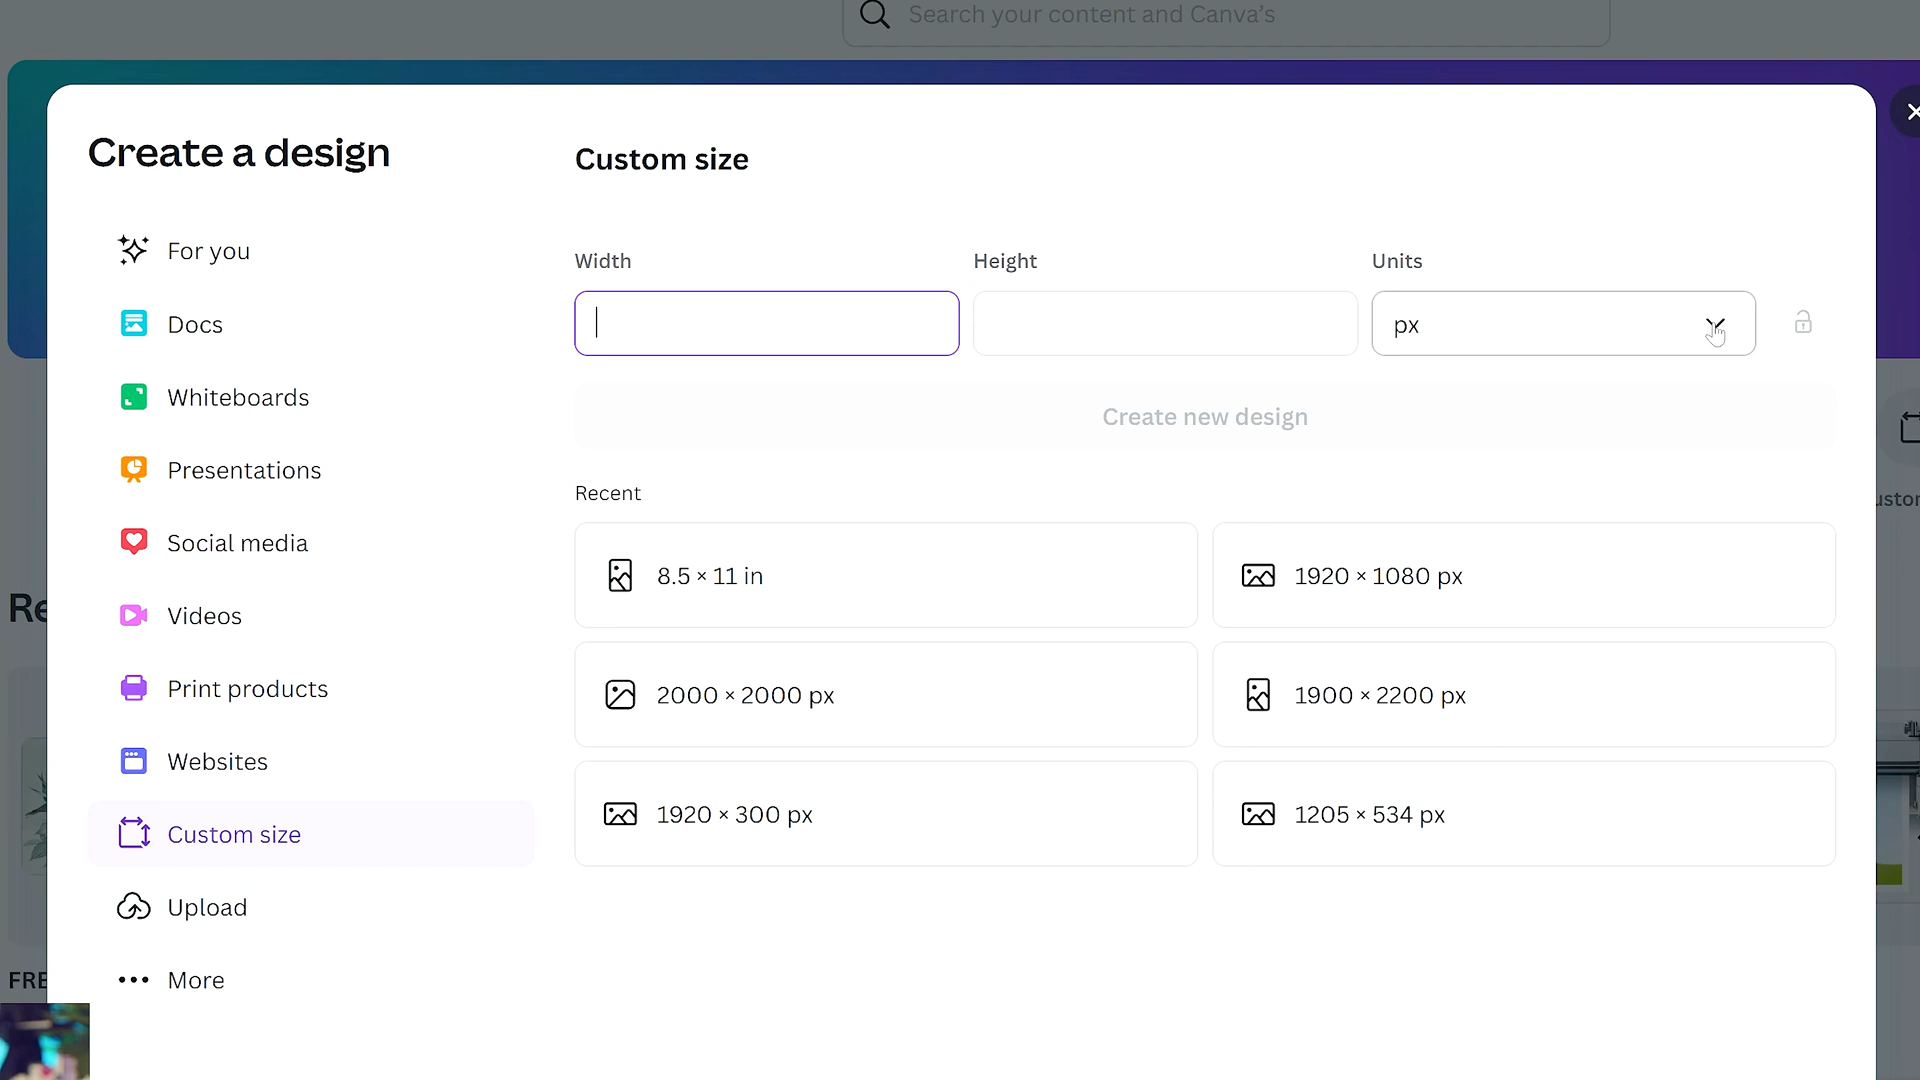 Search your content and Canva's
Create a design
Custom size
For you
Docs
Whiteboards
Presentations
Social media
Videos
Print products
Websites
Custom size
Upload
More
Width
Height
Units
px
Create new design
Recent
8.5 × 11 in
1920 × 1080 px
2000 × 2000 px
1900 × 2200 px
1920 × 300 px
1205 × 534 px